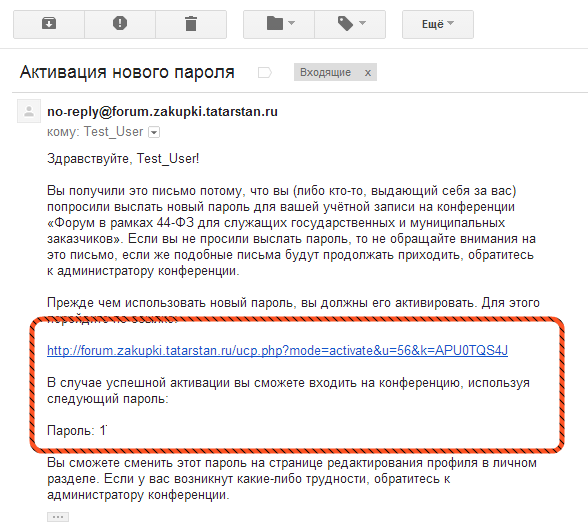 Ещё
Активация нового пароля
Входящие x
no-reply@forum.zakupki.tatarstan.ru
кому: Test_User
Здравствуйте, Test_User!
Вы получили это письмо потому, что вы (либо кто-то, выдающий себя за вас)
попросили выслать новый пароль для вашей учётной записи на конференции
«Форум в рамках 44-ФЗ для служащих государственных и муниципальных
заказчиков». Если вы не просили выслать пароль, то не обращайте внимания на
это письмо, если же подобные письма будут продолжать приходить, обратитесь
к администратору конференции.
Прежде чем использовать новый пароль, вы должны его активировать. Для этого
перейдите по ссылке:
http://forum.zakupki.tatarstan.ru/ucp.php?mode=activate&u=56&k=APU0TQS4J
В случае успешной активации вы сможете входить на конференцию, используя
следующий пароль:
Пароль: 1
Вы сможете сменить этот пароль на странице редактирования профиля в личном
разделе. Если у вас возникнут какие-либо трудности, обратитесь к
администратору конференции.